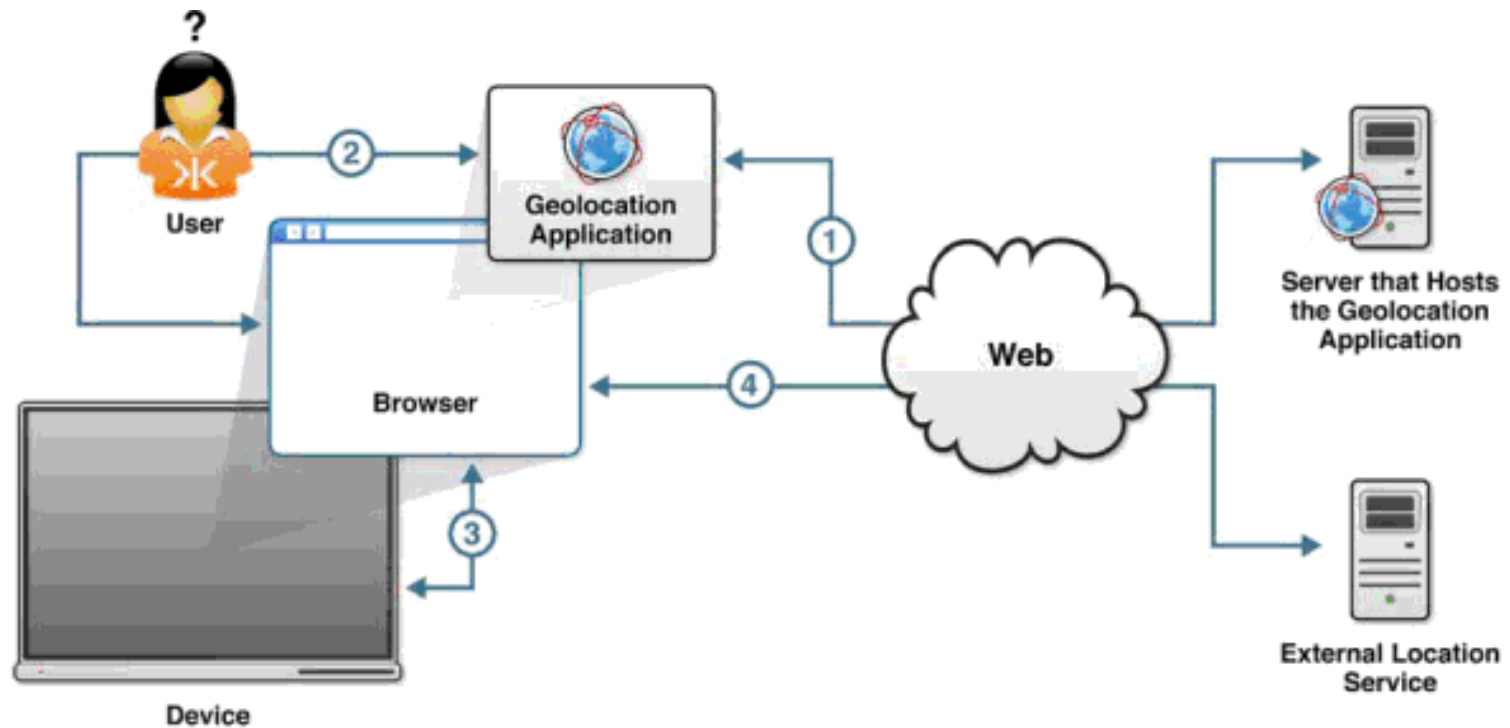 ?
2
User
Geolocation
Application
1
Server that Hosts
the Geolocation
Application
Web
4
Browser
3
External Location
Service
Device